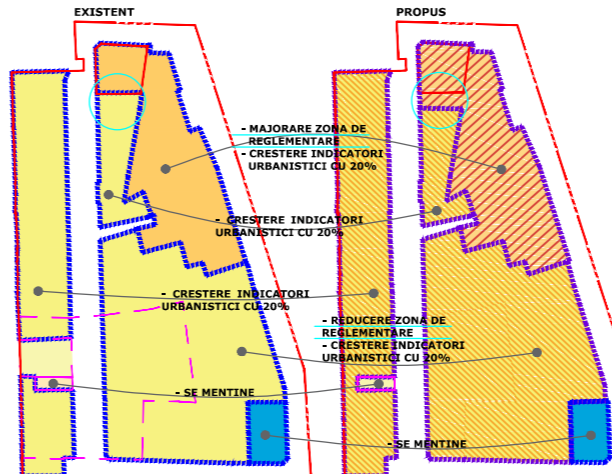 EXISTENT
PROPUS
- MAJORARE ZONA DE
REGLEMENTARE
- CRESTERE INDICATORI
URBANISTICI CU 20%
- CRESTERE INDICATORI
URBANISTICI CU 20%
- CRESTERE INDICATORI
URBANISTICI CU 20%
- REDUCERE ZONA DE
REGLEMENTARE
- CRESTERE INDICATORI
URBANISTICI CU 20%
- SE MENTINE
- SE MENTINE